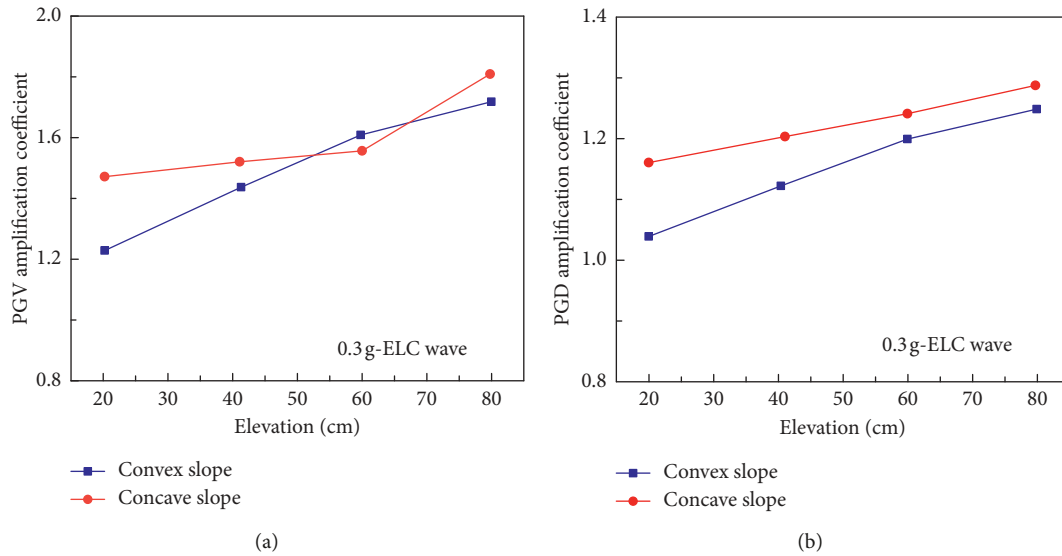 PGV amplification coefficient
2.0
1.6
1.2
0.8
0.3 g-ELC wave
20 30 40 50 60 70 80
Elevation (cm)
Convex slope
Concave slope
(a)
PGD amplification coefficient
1.4
1.2
1.0
0.8
0.3 g-ELC wave
20 30 40 50 60 70 80
Elevation (cm)
Convex slope
Concave slope
(b)